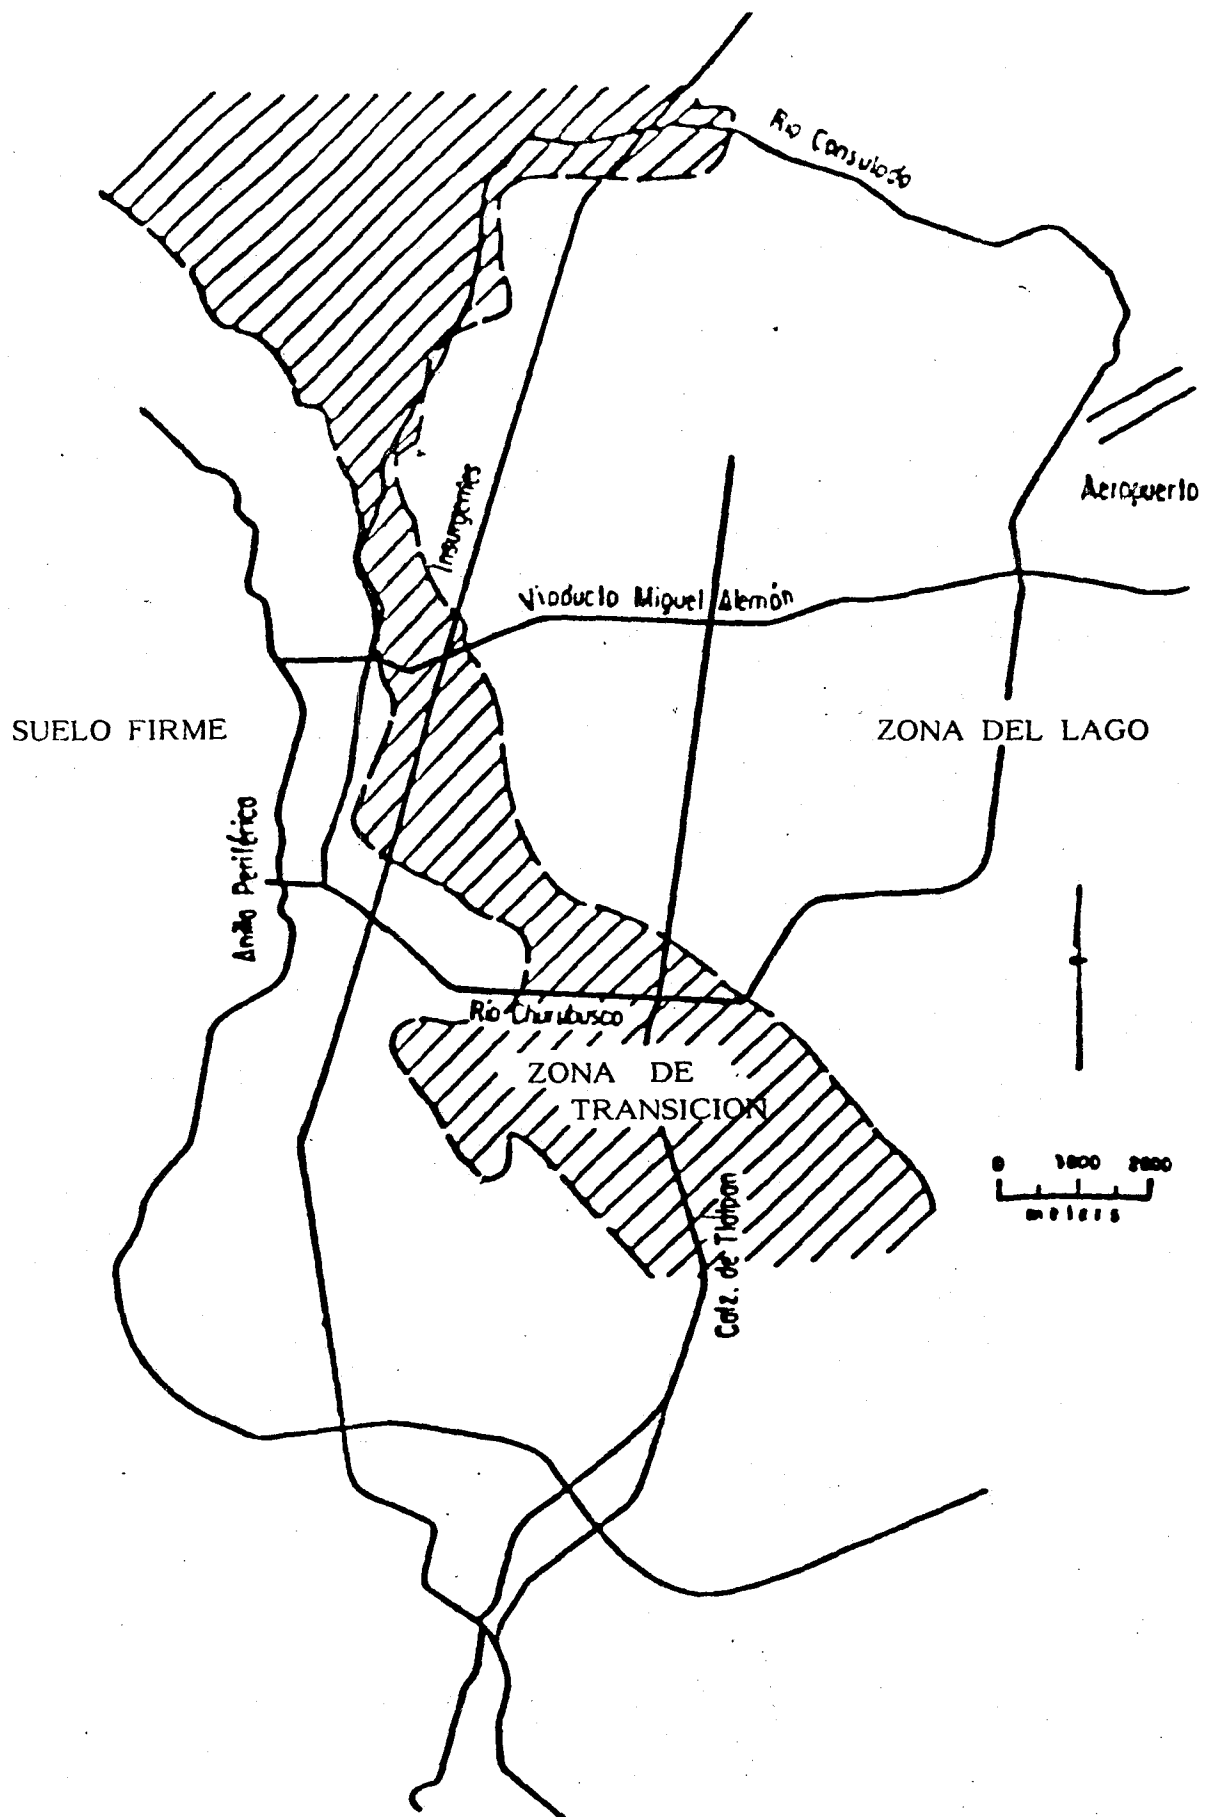 Río Consulado
Aeropuerto
Insurgentes
Viaducto Miguel Alemán
SUELO FIRME
ZONA DEL LAGO
Anillo Periférico
Río Churubusco
ZONA DE
TRANSICION
0 1000 2000
meters
Calz. de Tlalpan